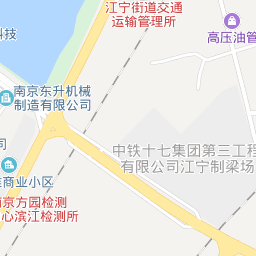 江宁街道交通
运输管理所
科技
高压油管
南京东升机械
制造有限公司
中铁十七集团第三工程
有限公司江宁制梁场
司
商业小区
南京方园检测
心滨江检测所